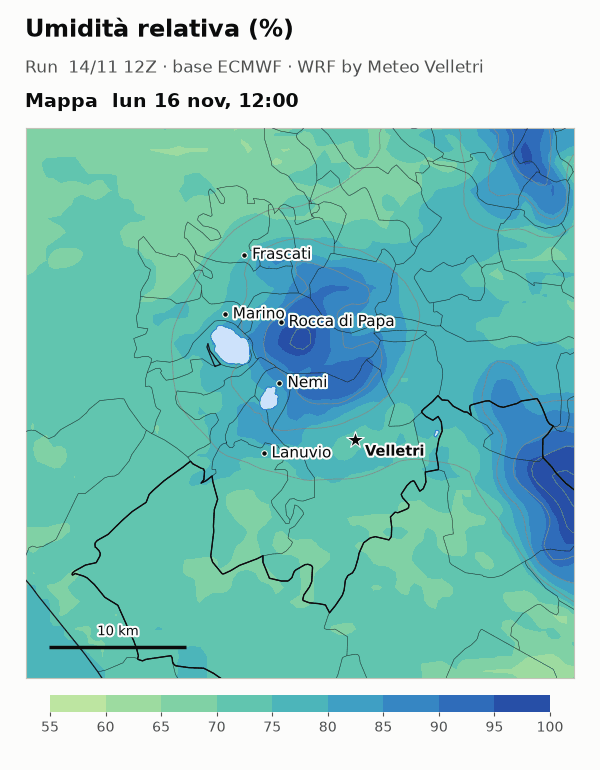 Umidità relativa (%)
Run  14/11 12Z · base ECMWF · WRF by Meteo Velletri
Mappa  lun 16 nov, 12:00
Frascati
Marino
Rocca di Papa
Nemi
Velletri
Lanuvio
10 km
55 60 65 70 75 80 85 90 95 100